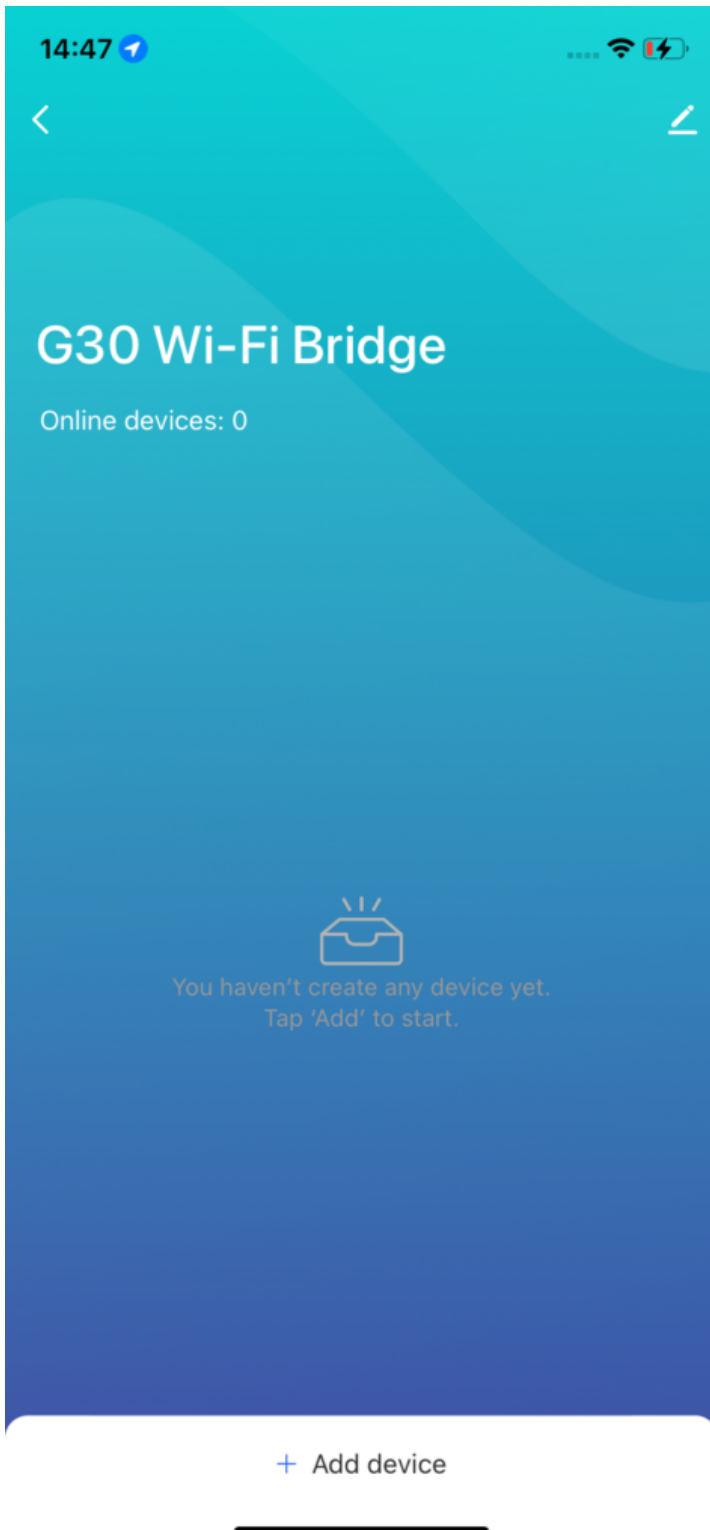 14:47
G30 Wi-Fi Bridge
Online devices: 0
You haven't create any device yet.
Tap ‘Add’ to start.
+ Add device